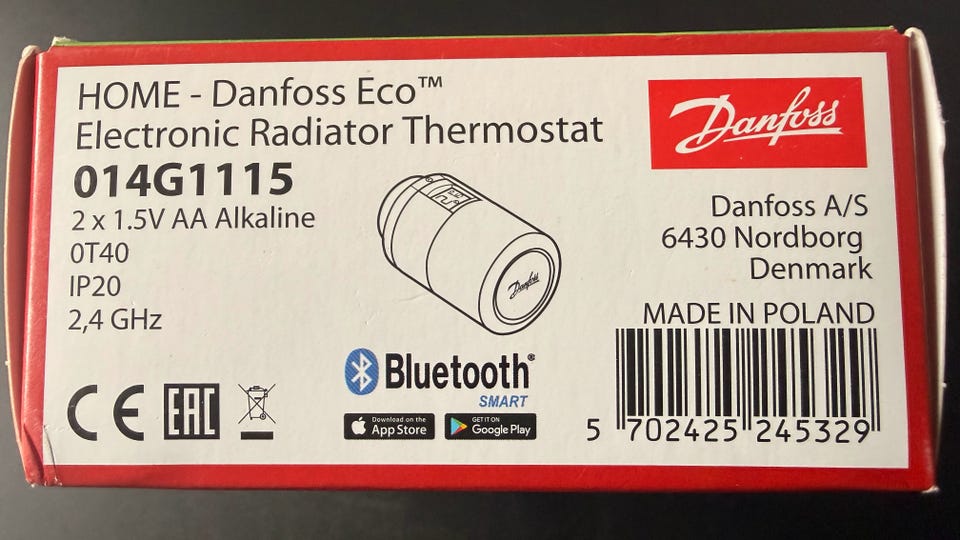 HOME - Danfoss Eco™
Electronic Radiator Thermostat
014G1115
2 x 1.5V AA Alkaline
0T40
IP20
2,4 GHz
Danfoss
Danfoss
Danfoss A/S
6430 Nordborg
Denmark
MADE IN POLAND
CE
EAC
Bluetooth®
SMART
Download on the
App Store
GET IT ON
Google Play
5 702425 245329